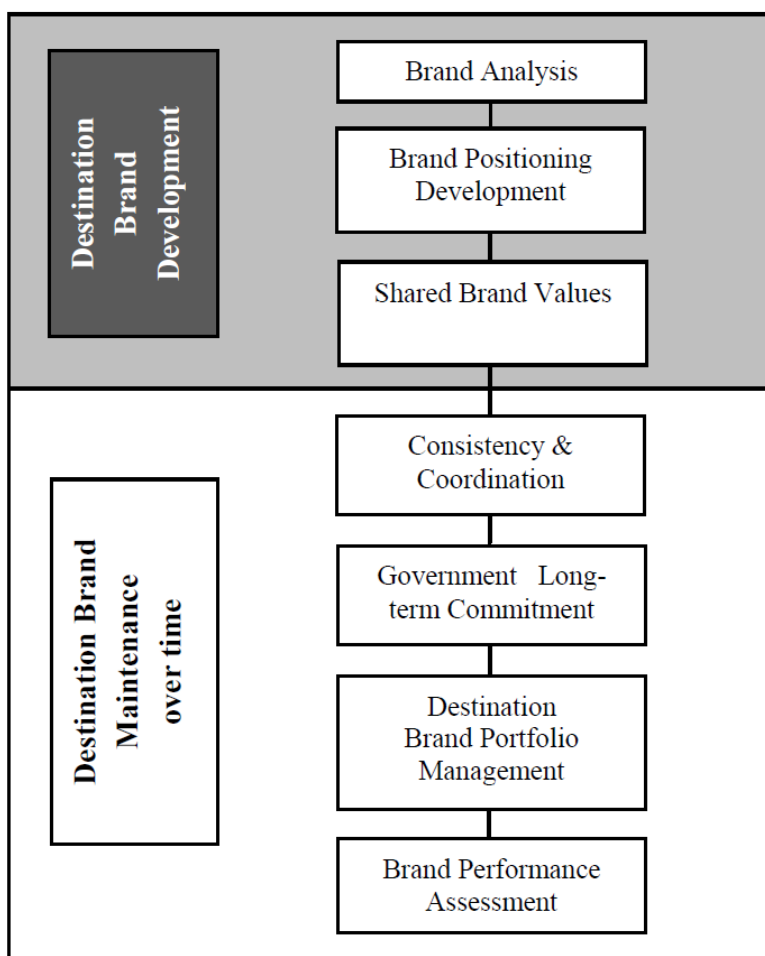 Destination
Brand
Development
Brand Analysis
Brand Positioning
Development
Shared Brand Values
Destination Brand
Maintenance
over time
Consistency &
Coordination
Government Long-
term Commitment
Destination
Brand Portfolio
Management
Brand Performance
Assessment